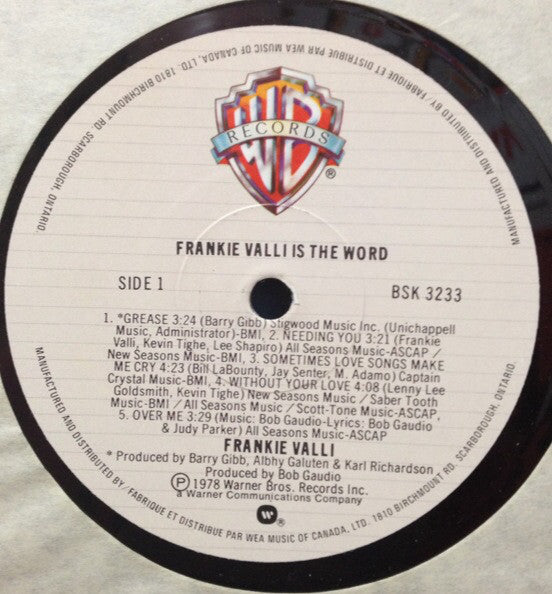 MANUFACTURED AND DISTRIBUTED BY / FABRIQUE ET DISTRIBUE PAR WEA MUSIC OF CANADA, LTD. 1810 BIRCHMOUNT RD. SCARBOROUGH, ONTARIO.
WB
RECORDS
®
FRANKIE VALLI IS THE WORD
SIDE 1
BSK 3233
1. *GREASE 3:24 (Barry Gibb) Stigwood Music Inc. (Unichappell
Music, Administrator)-BMI, 2. NEEDING YOU 3:21 (Frankie
Valli, Kevin Tighe, Lee Shapiro) All Seasons Music-ASCAP /
New Seasons Music-BMI, 3. SOMETIMES LOVE SONGS MAKE
ME CRY 4:23 (Bill LaBounty, Jay Senter, M. Adamo) Captain
Crystal Music-BMI, 4. WITHOUT YOUR LOVE 4:08 (Lenny Lee
Goldsmith, Kevin Tighe) New Seasons Music / Saber Tooth
Music-BMI / All Seasons Music / Scott-Tone Music-ASCAP,
5. OVER ME 3:29 (Music: Bob Gaudio-Lyrics: Bob Gaudio
& Judy Parker) All Seasons Music-ASCAP
FRANKIE VALLI
* Produced by Barry Gibb, Albhy Galuten & Karl Richardson
Produced by Bob Gaudio
Ⓟ 1978 Warner Bros. Records Inc.
a Warner Communications Company
W ®
MANUFACTURED AND DISTRIBUTED BY / FABRIQUE ET DISTRIBUE PAR WEA MUSIC OF CANADA, LTD. 1810 BIRCHMOUNT RD. SCARBOROUGH, ONTARIO